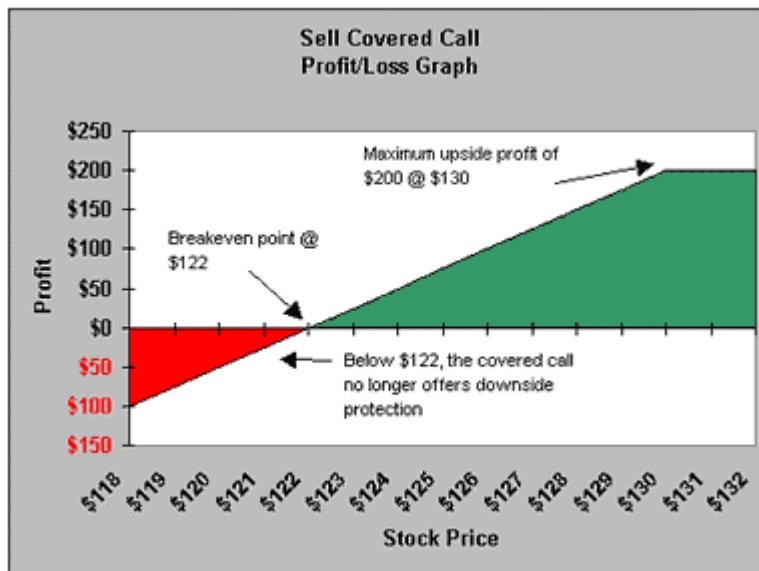 Sell Covered Call
Profit/Loss Graph
$250
$200
$150
$100
$50
$0
$50
$100
$150
Profit
Maximum upside profit of
$200 @ $130
Breakeven point @
$122
Below $122, the covered call
no longer offers downside
protection
$118
$119
$120
$121
$122
$123
$124
$125
$126
$127
$128
$129
$130
$131
$132
Stock Price